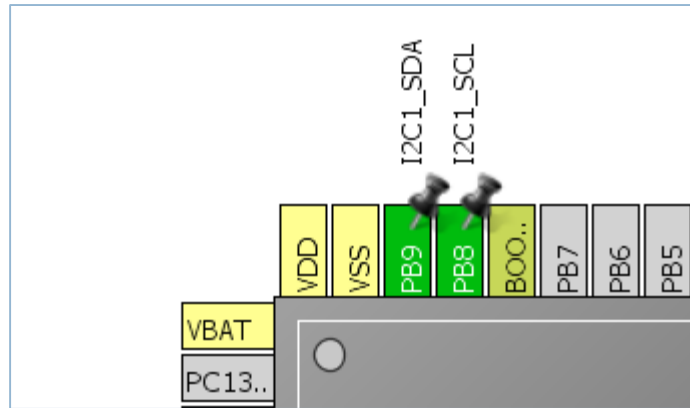 I2C1_SDA
I2C1_SCL
VDD
VSS
PB9
PB8
BOO..
PB7
PB6
PB5
VBAT
PC13..